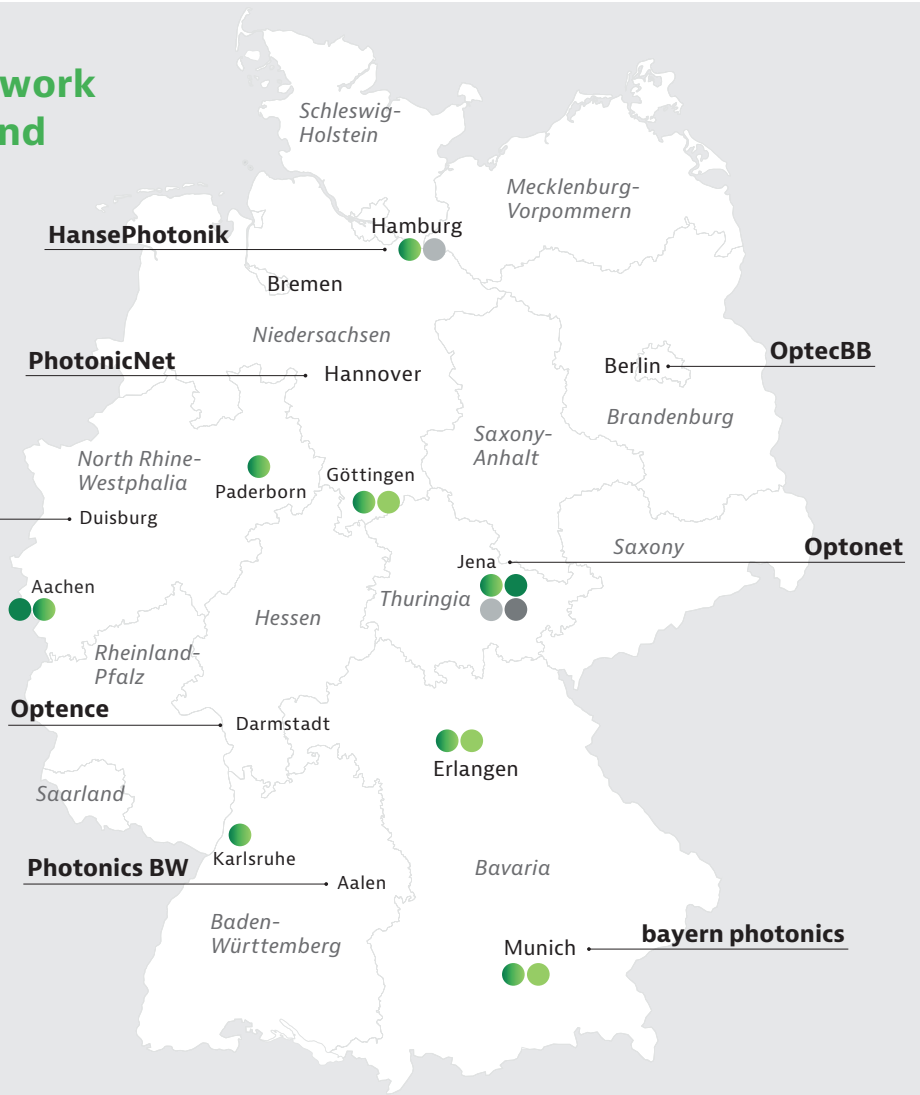 work
nd
Schleswig-
Holstein
Mecklenburg-
Vorpommern
HansePhotonik
Hamburg
Bremen
Niedersachsen
PhotonicNet
Hannover
Berlin
OptecBB
Brandenburg
Saxony-
Anhalt
North Rhine-
Westphalia
Paderborn
Göttingen
Duisburg
Jena
Saxony
Optonet
Aachen
Thuringia
Hessen
Rheinland-
Pfalz
Optence
Darmstadt
Erlangen
Saarland
Karlsruhe
Photonics BW
Aalen
Bavaria
Baden-
Württemberg
Munich
bayern photonics